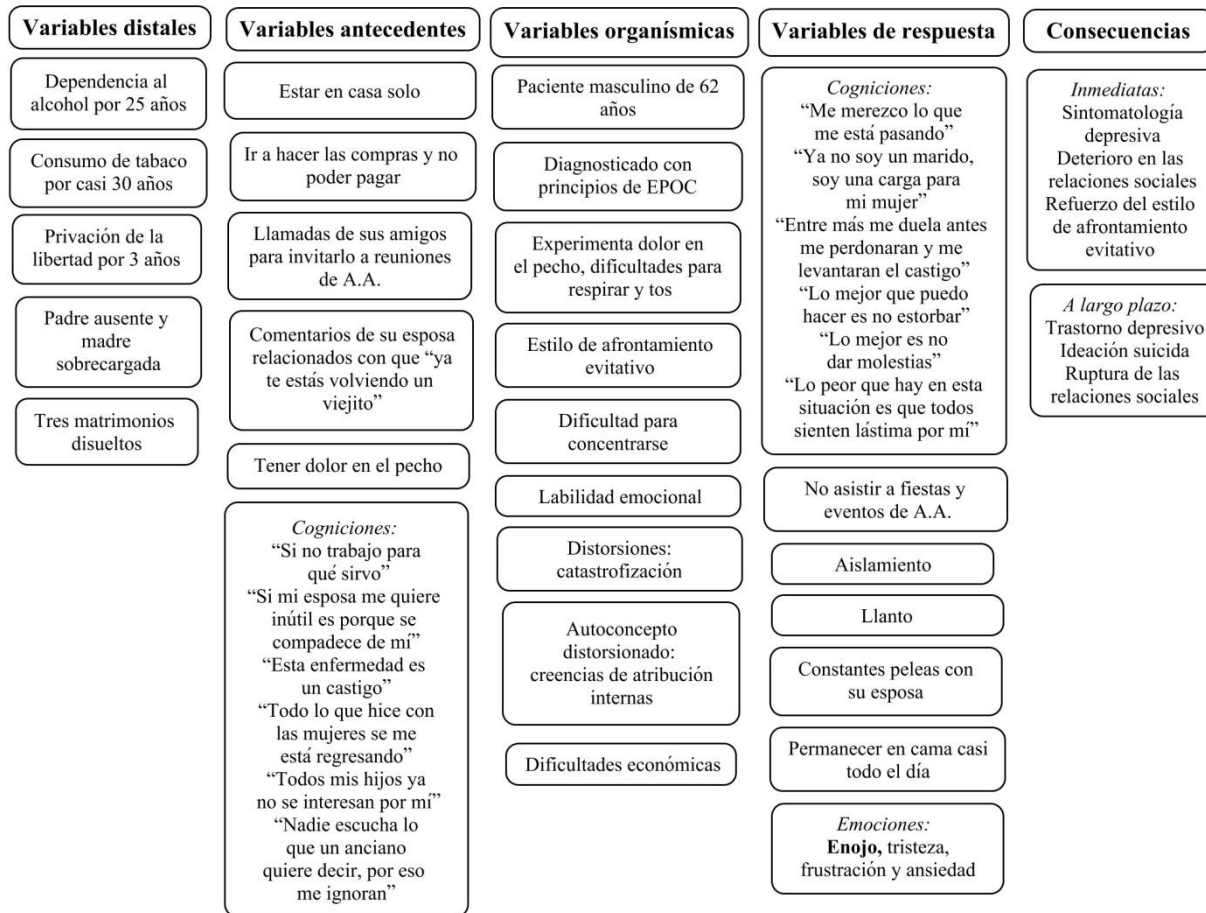 Variables distales
Dependencia al
alcohol por 25 años
Consumo de tabaco
por casi 30 años
Privación de la
libertad por 3 años
Padre ausente y
madre
sobrecargada
Tres matrimonios
disueltos
Variables antecedentes
Estar en casa solo
Ir a hacer las compras y no
poder pagar
Llamadas de sus amigos
para invitarlo a reuniones
de A.A.
Comentarios de su esposa
relacionados con que “ya
te estás volviendo un
viejito”
Tener dolor en el pecho
Cogniciones:
“Si no trabajo para
qué sirvo”
“Si mi esposa me quiere
inútil es porque se
compadece de mí”
“Esta enfermedad es
un castigo”
“Todo lo que hice con
las mujeres se me
está regresando”
“Todos mis hijos ya
no se interesan por mí”
“Nadie escucha lo
que un anciano
quiere decir, por eso
me ignoran”
Variables organísmicas
Paciente masculino de 62
años
Diagnosticado con
principios de EPOC
Experimenta dolor en
el pecho, dificultades para
respirar y tos
Estilo de afrontamiento
evitativo
Dificultad para
concentrarse
Labilidad emocional
Distorsiones:
catastrofización
Autoconcepto
distorsionado:
creencias de atribución
internas
Dificultades económicas
Variables de respuesta
Cogniciones:
“Me merezco lo que
me está pasando”
“Ya no soy un marido,
soy una carga para
mi mujer”
“Entre más me duela antes
me perdonaran y me
levantaran el castigo”
“Lo mejor que puedo
hacer es no estorbar”
“Lo mejor es no
dar molestias”
“Lo peor que hay en esta
situación es que todos
sienten lástima por mí”
No asistir a fiestas y
eventos de A.A.
Aislamiento
Llanto
Constantes peleas con
su esposa
Permanecer en cama casi
todo el día
Emociones:
Enojo, tristeza,
frustración y ansiedad
Consecuencias
Inmediatas:
Sintomatología
depresiva
Deterioro en las
relaciones sociales
Refuerzo del estilo
de afrontamiento
evitativo
A largo plazo:
Trastorno depresivo
Ideación suicida
Ruptura de las
relaciones sociales